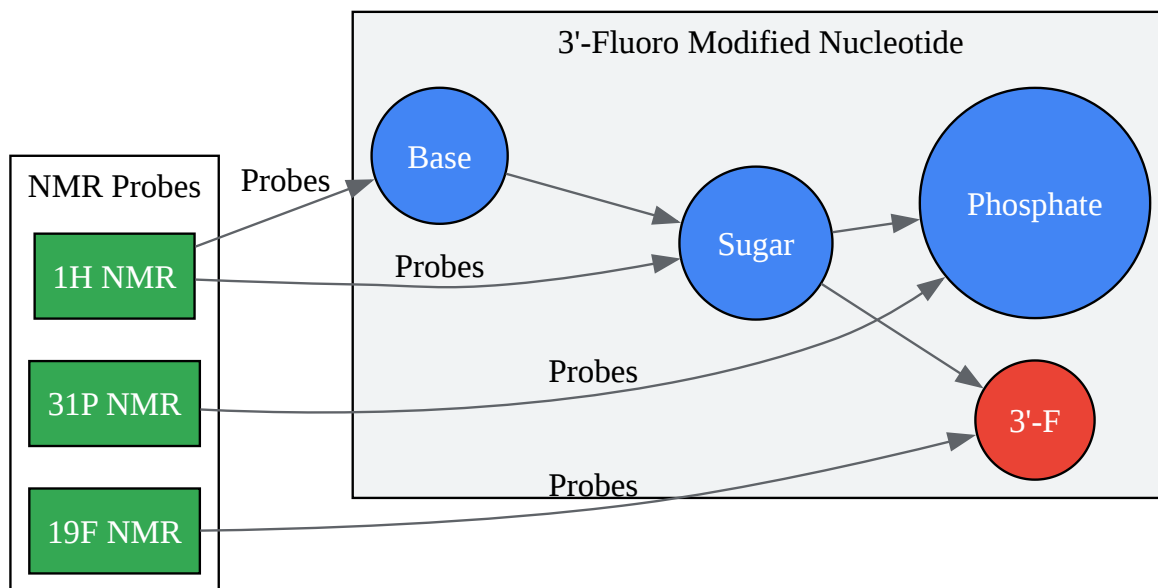 3'-Fluoro Modified Nucleotide
Base
Probes
NMR Probes
Phosphate
Sugar
Probes
1H NMR
Probes
31P NMR
3'-F
Probes
19F NMR